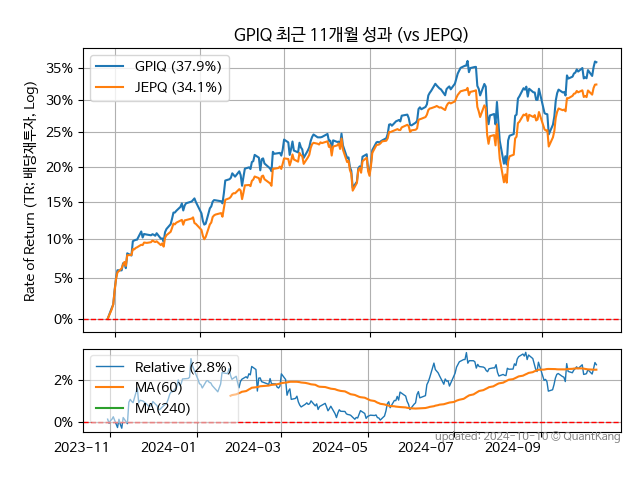 GPIQ 최근 11개월 성과 (vs JEPQ)
Rate of Return (TR: 배당재투자, Log)
35%
30%
25%
20%
15%
10%
5%
0%
GPIQ (37.9%)
JEPQ (34.1%)
2%
0%
Relative (2.8%)
MA(60)
MA(240)
2023-11
2024-01
2024-03
2024-05
2024-07
2024-09
updated: 2024-10-10 © QuantKang